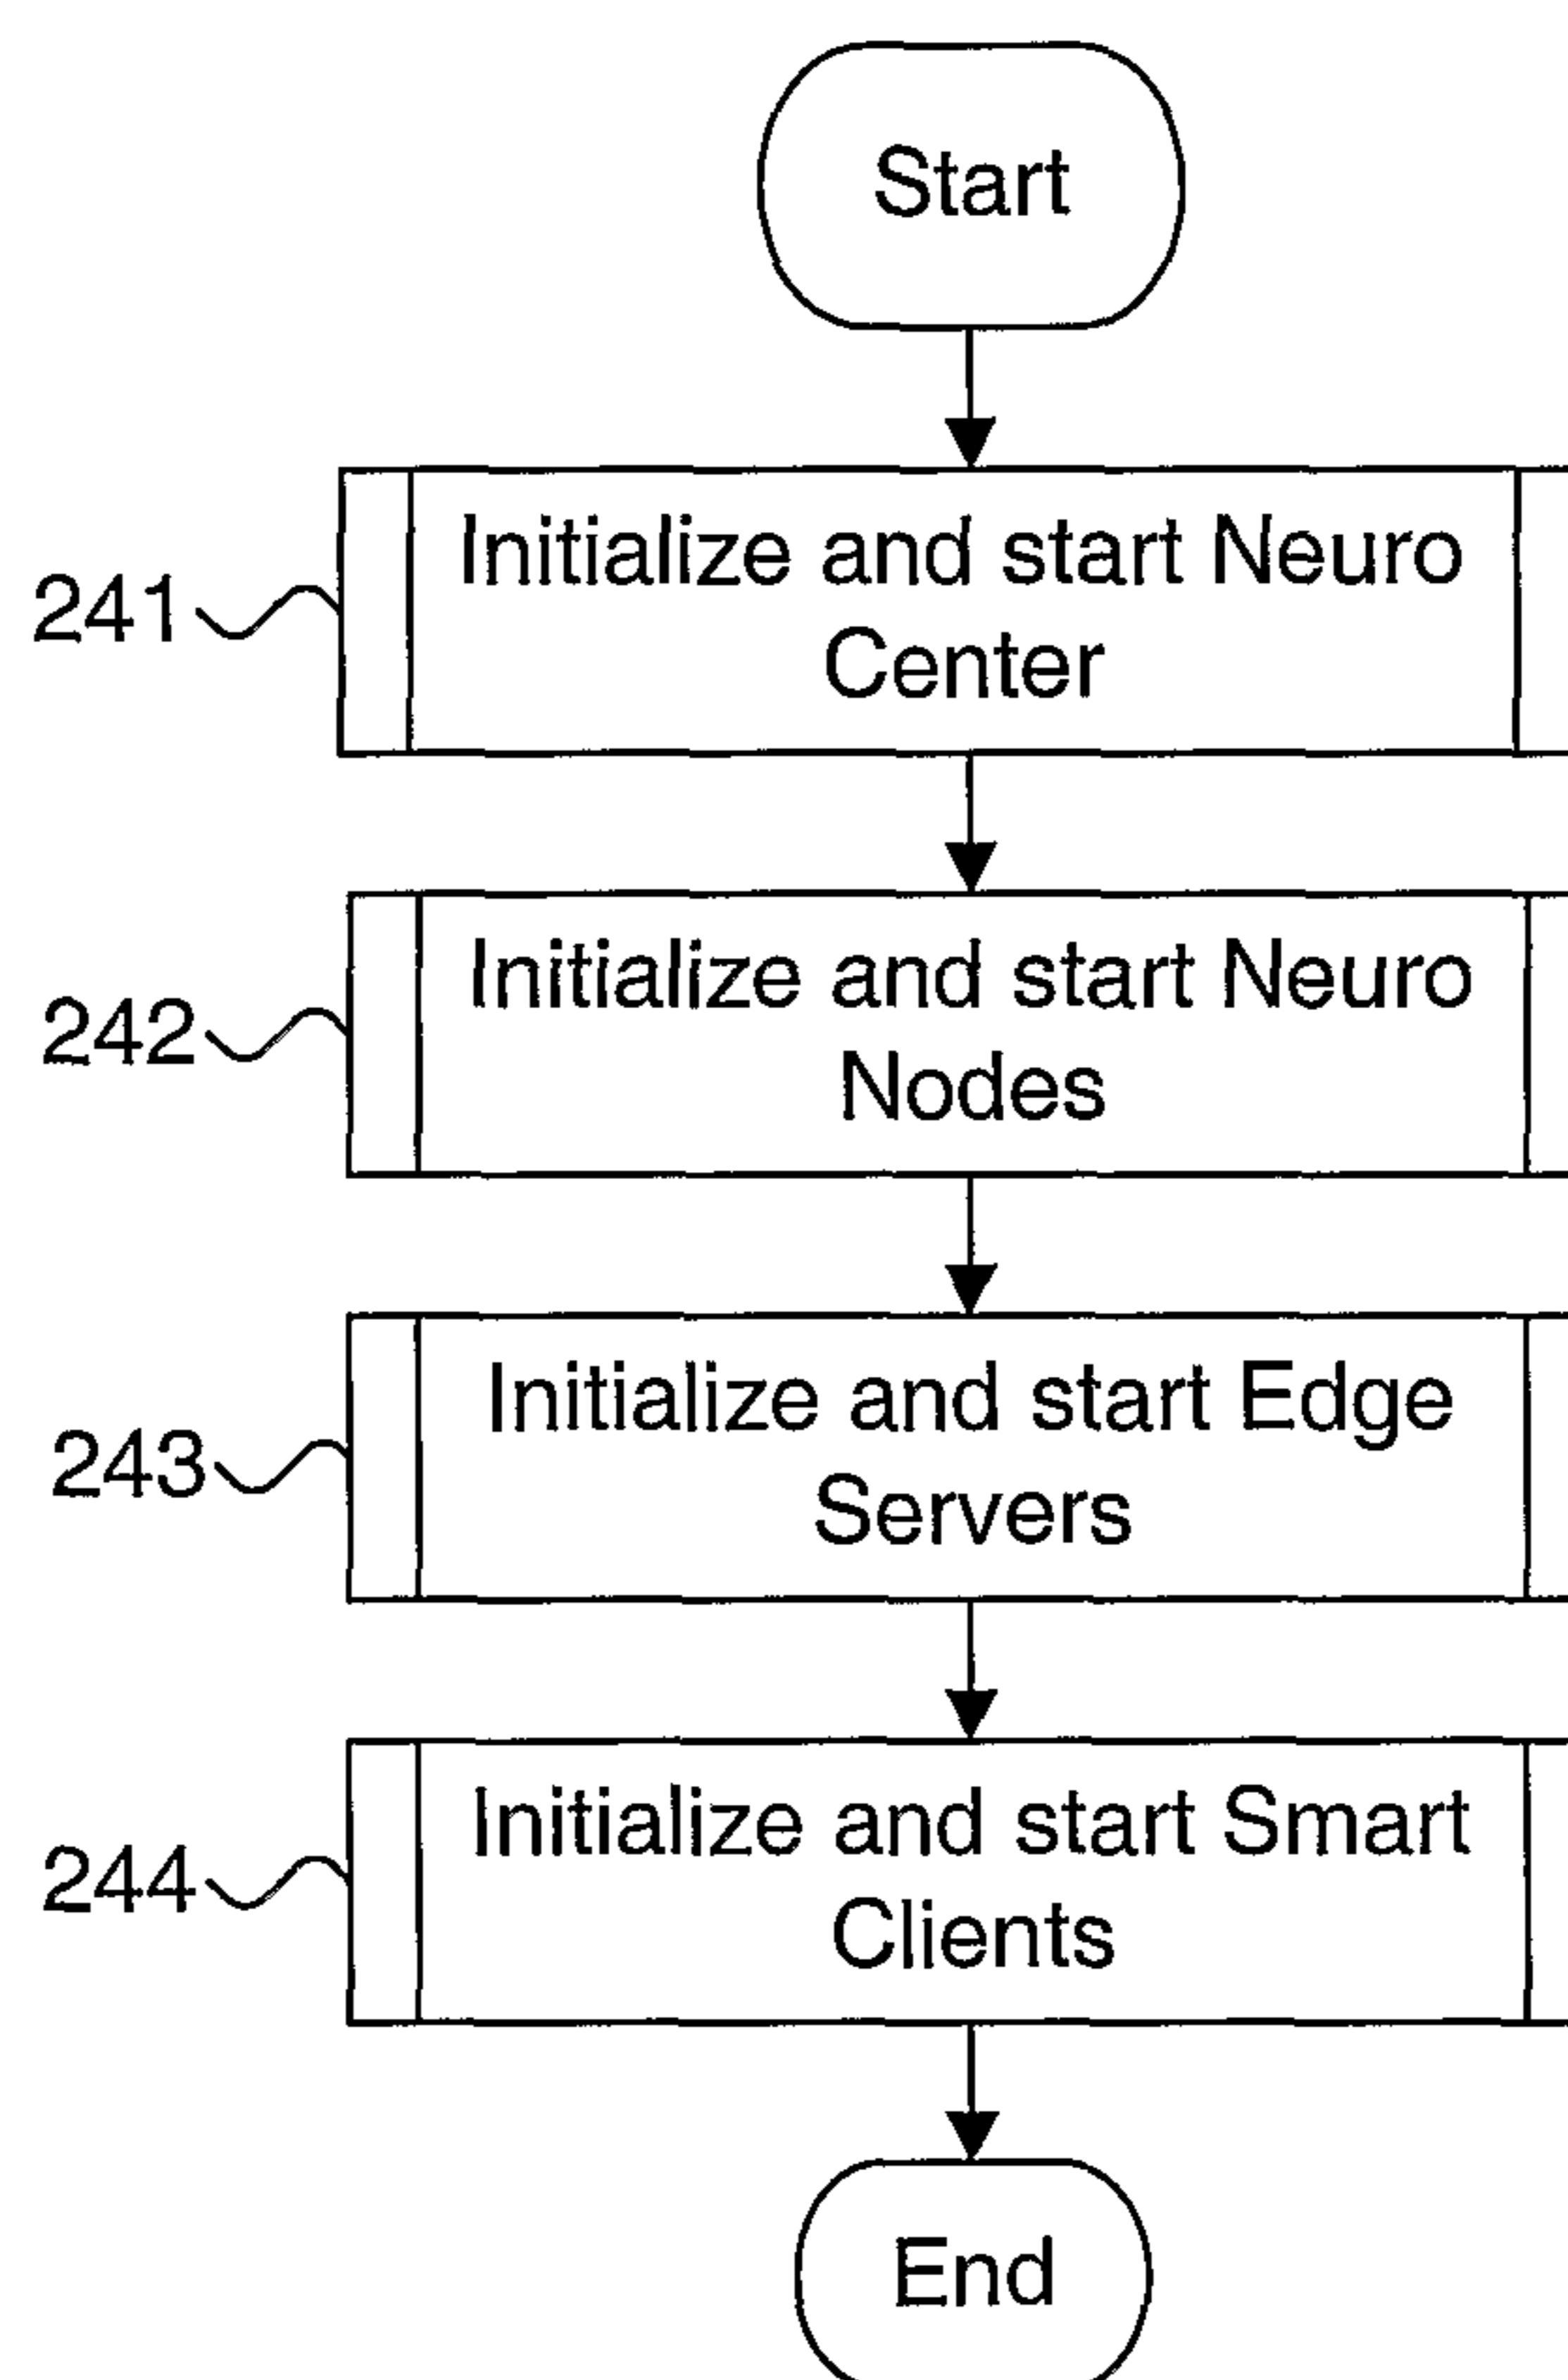 Start
241
Initialize and start Neuro
Center
242
Initialize and start Neuro
Nodes
243
Initialize and start Edge
Servers
244
Initialize and start Smart
Clients
End